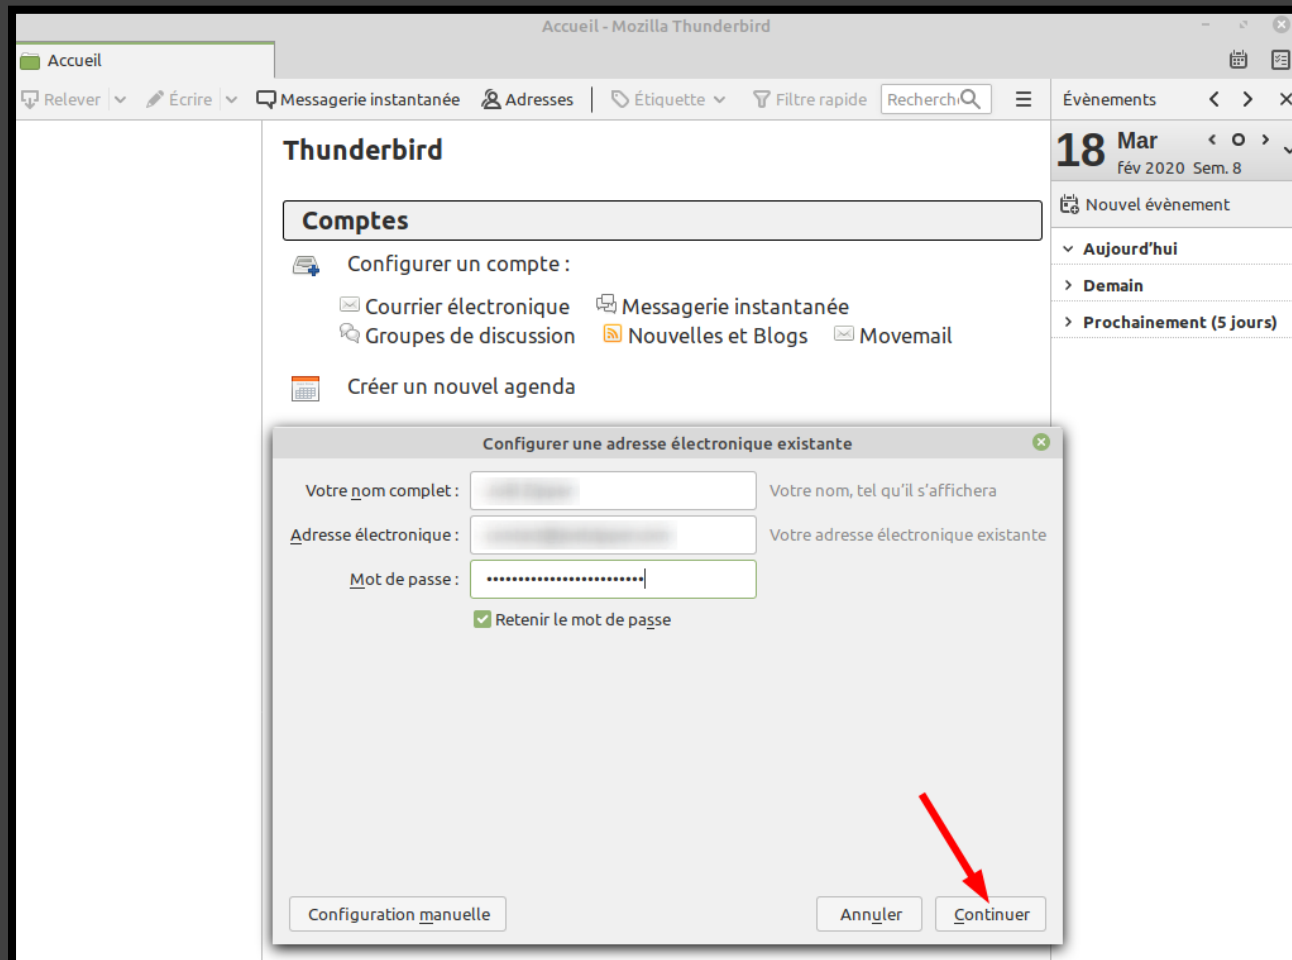 Accueil - Mozilla Thunderbird
Accueil
Relever Écrire Messagerie instantanée Adresses Étiquette Filtre rapide Recherch
Évènements
18 Mar
fév 2020 Sem. 8
Nouvel évènement
Aujourd'hui
Demain
Prochainement (5 jours)
Thunderbird
Comptes
Configurer un compte :
Courrier électronique Messagerie instantanée
Groupes de discussion Nouvelles et Blogs Movemail
Créer un nouvel agenda
Configurer une adresse électronique existante
Votre nom complet : Votre nom, tel qu'il s'affichera
Adresse électronique : Votre adresse électronique existante
Mot de passe :
Retenir le mot de passe
Configuration manuelle Annuler Continuer